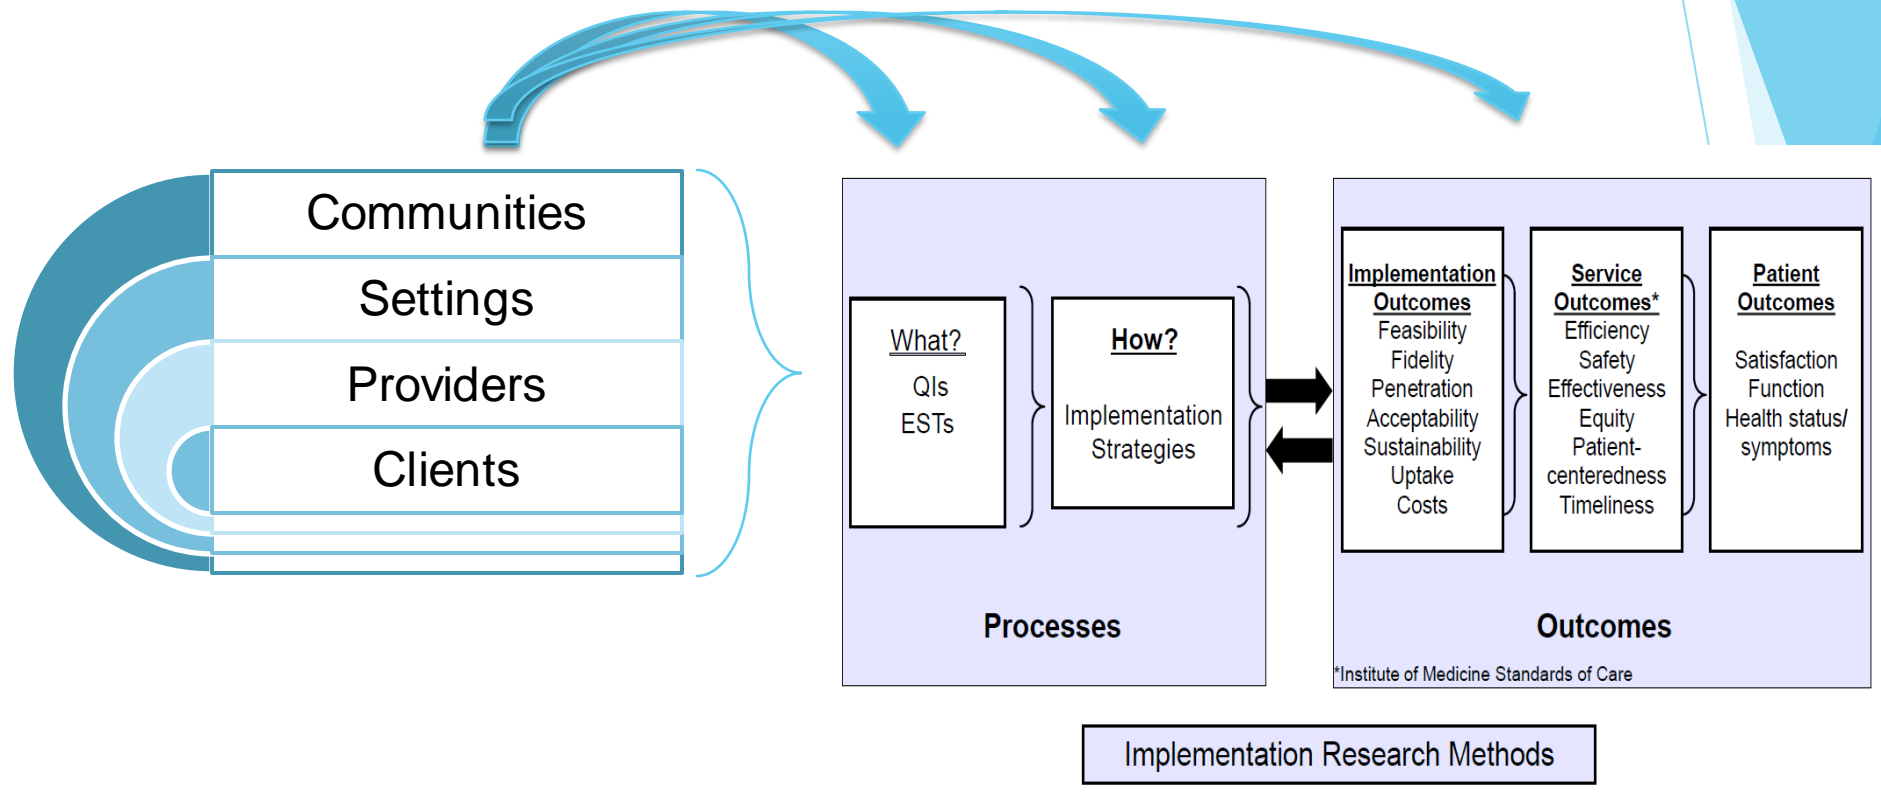 Communities
Settings
Providers
Clients
What?
QIs
ESTs
How?
Implementation
Strategies
Processes
Implementation
Outcomes
Feasibility
Fidelity
Penetration
Acceptability
Sustainability
Uptake
Costs
Service
Outcomes*
Efficiency
Safety
Effectiveness
Equity
Patient-
centeredness
Timeliness
Patient
Outcomes
Satisfaction
Function
Health status/
symptoms
Outcomes
*Institute of Medicine Standards of Care
Implementation Research Methods